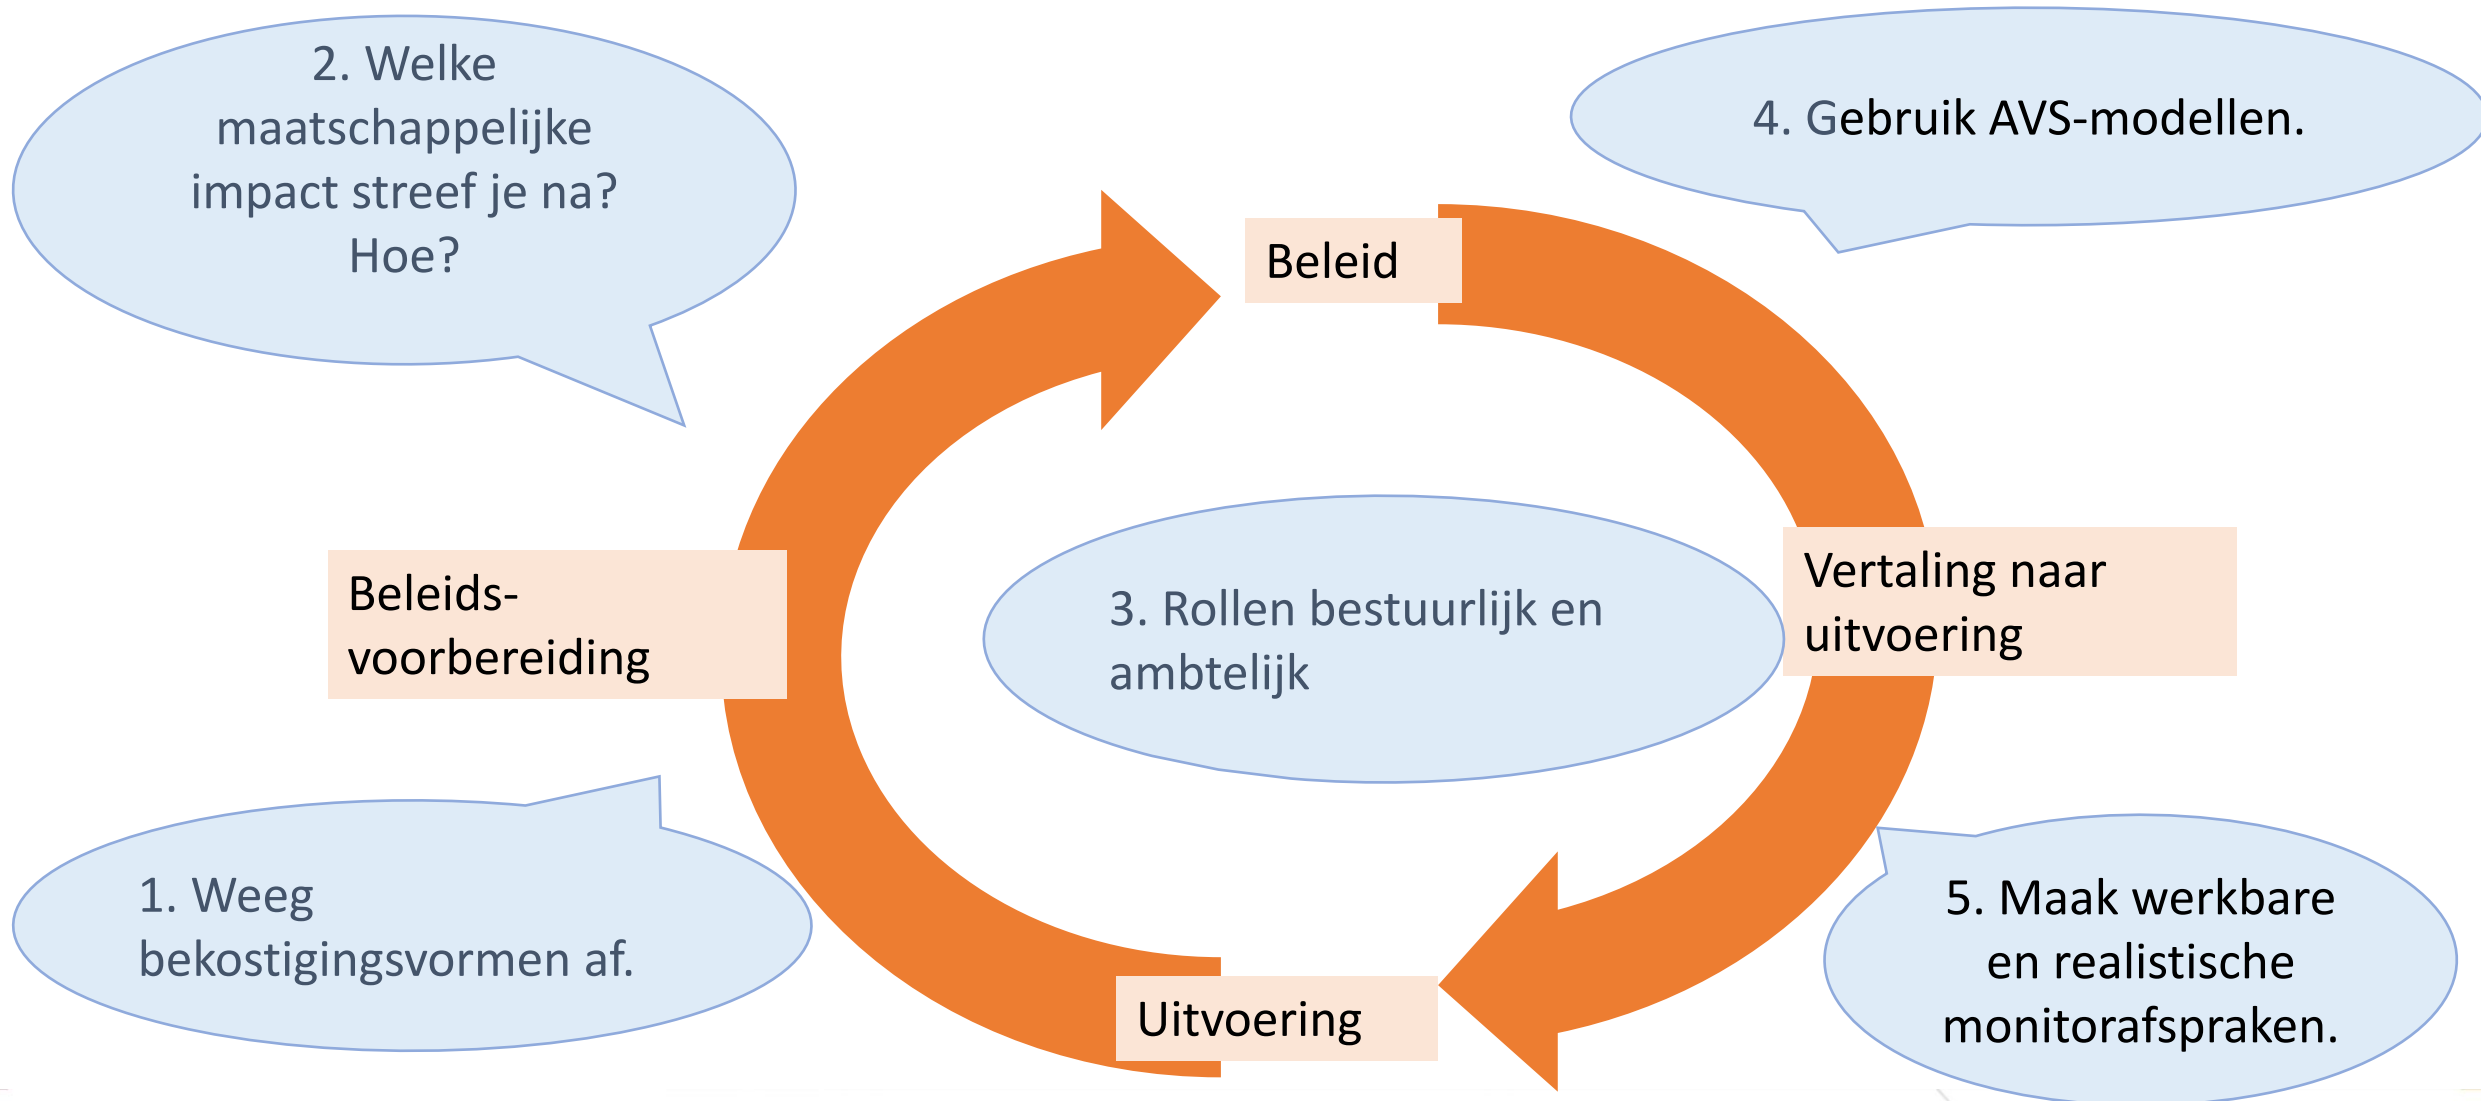 2. Welke
maatschappelijke
impact streef je na?
Hoe?
4. Gebruik AVS-modellen.
Beleid
Beleids-
voorbereiding
3. Rollen bestuurlijk en
ambtelijk
Vertaling naar
uitvoering
1. Weeg
bekostigingsvormen af.
Uitvoering
5. Maak werkbare
en realistische
monitorafspraken.